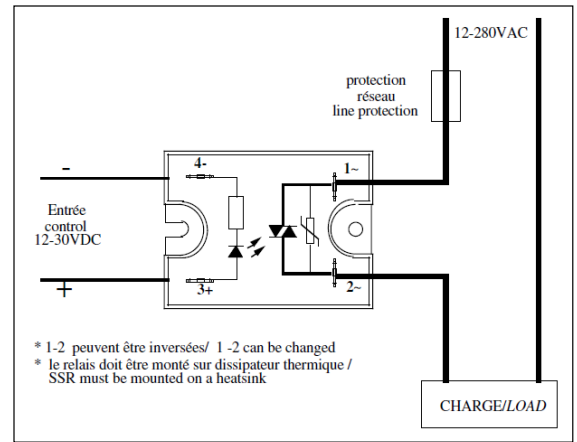 12-280VAC
protection
réseau
line protection
4-
1~
-
Entrée
control
12-30VDC
+
3+
2~
* 1-2 peuvent être inversées/ 1 -2 can be changed
* le relais doit être monté sur dissipateur thermique /
SSR must be mounted on a heatsink
CHARGE/LOAD